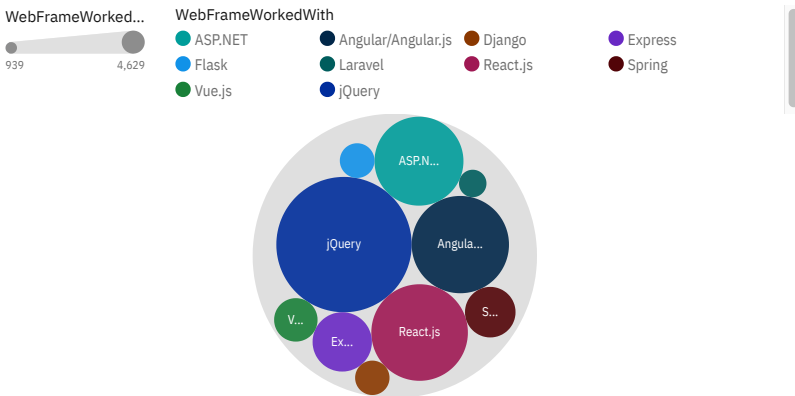 WebFrameWorked...
939 4,629
WebFrameWorkedWith
ASP.NET Angular/Angular.js Django Express
Flask Laravel React.js Spring
Vue.js jQuery
ASP.N...
jQuery Angula...
S...
V... React.js
Ex...